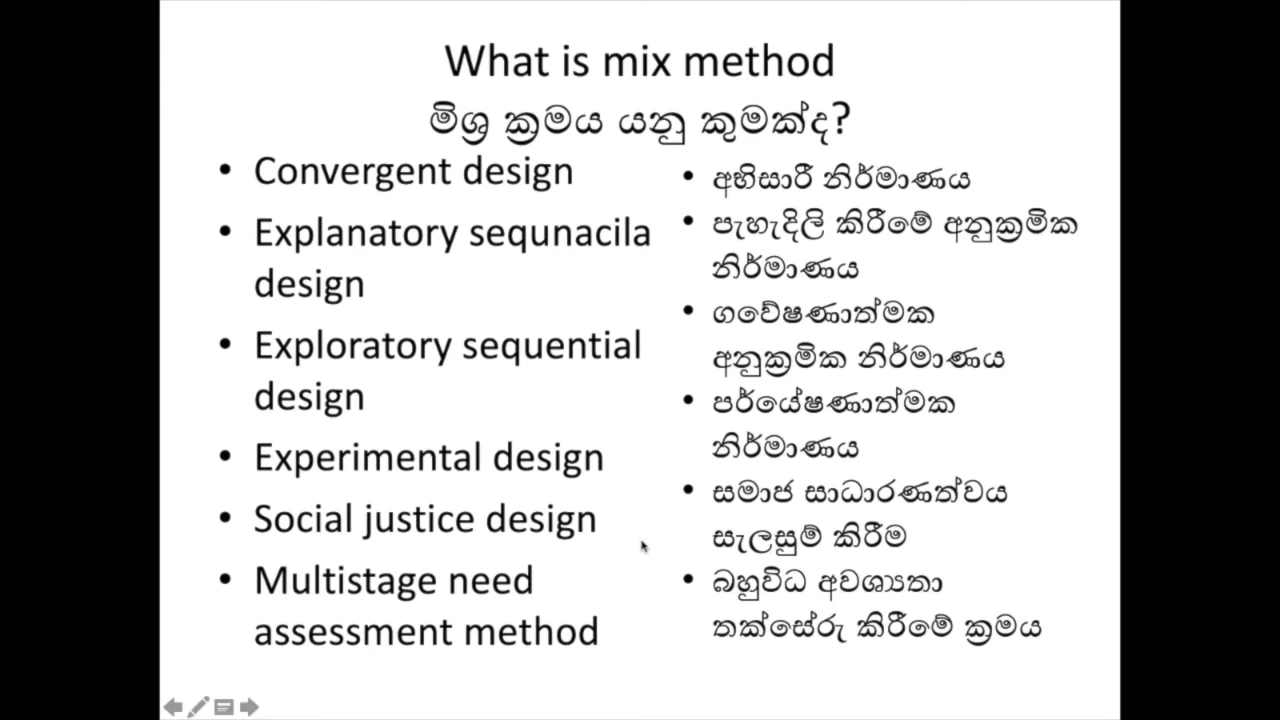 What is mix method
මිශ්‍ර ක්‍රමය යනු කුමක්ද?
• Convergent design
• Explanatory sequnacila
design
• Exploratory sequential
design
• Experimental design
• Social justice design
• Multistage need
assessment method
• අභිසාරී නිර්මාණය
• පැහැදිලි කිරීමේ අනුක්‍රමික
නිර්මාණය
• ගවේෂණාත්මක
අනුක්‍රමික නිර්මාණය
• පර්යේෂණාත්මක
නිර්මාණය
• සමාජ සාධාරණත්වය
සැලසුම් කිරීම
• බහුවිධ අවශ්‍යතා
තක්සේරු කිරීමේ ක්‍රමය